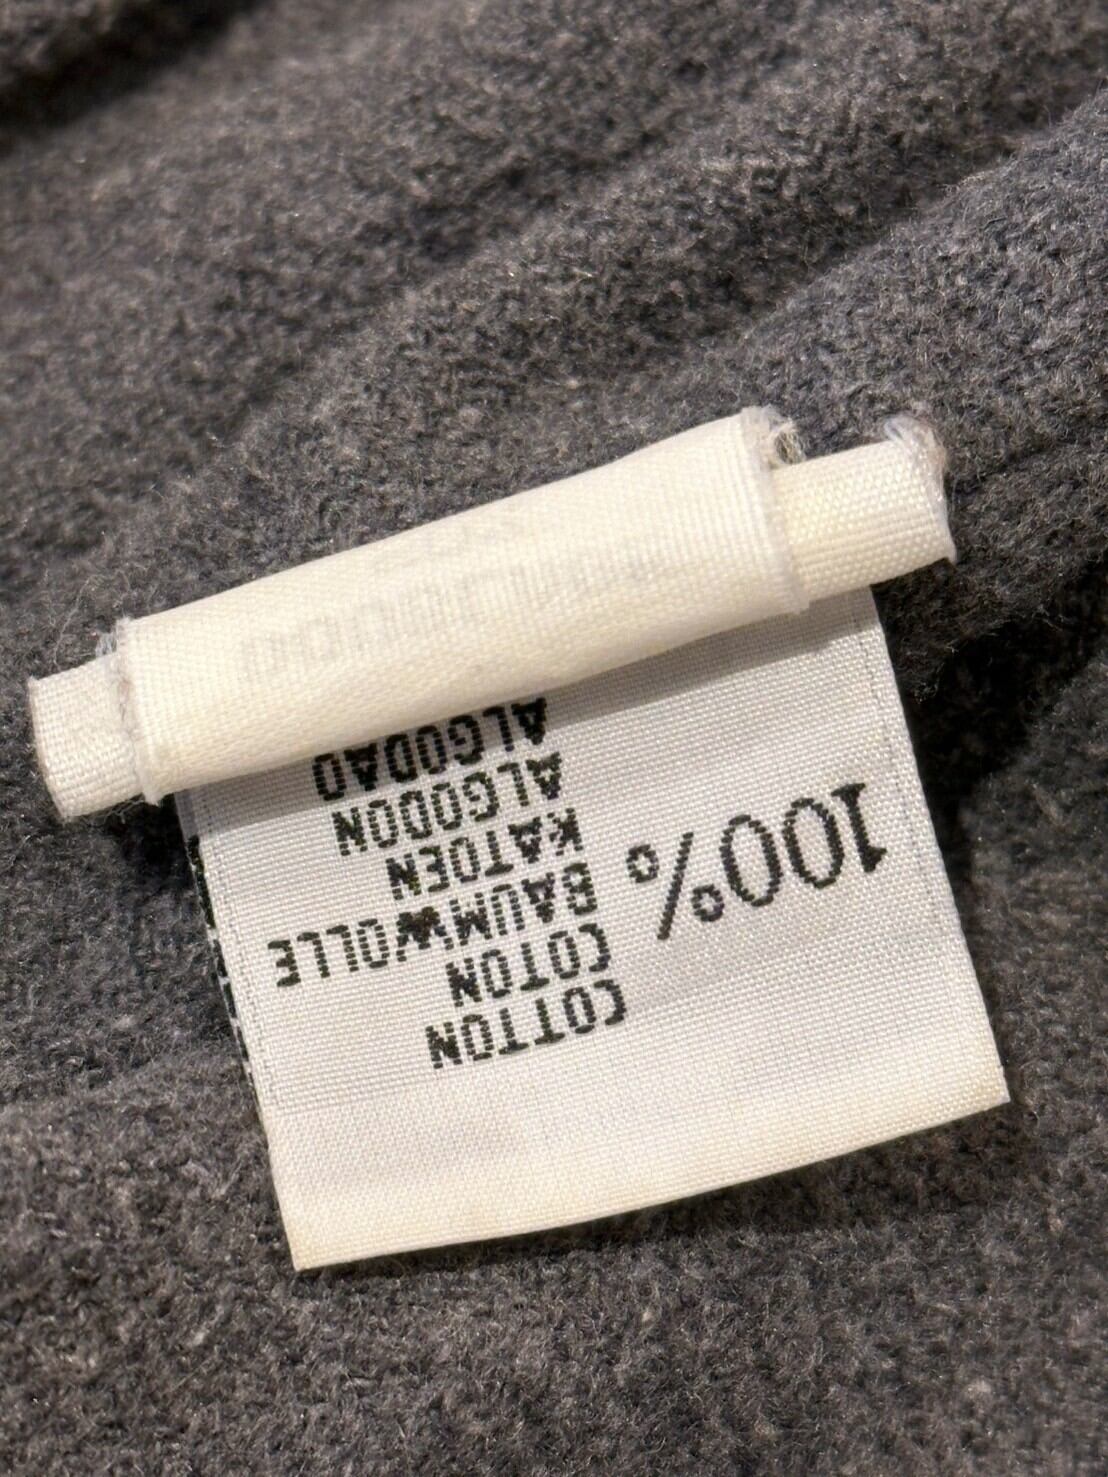 100%
COTTON
COTON
BAUMWOLLE
KATOEN
ALGODON
ALGODAO